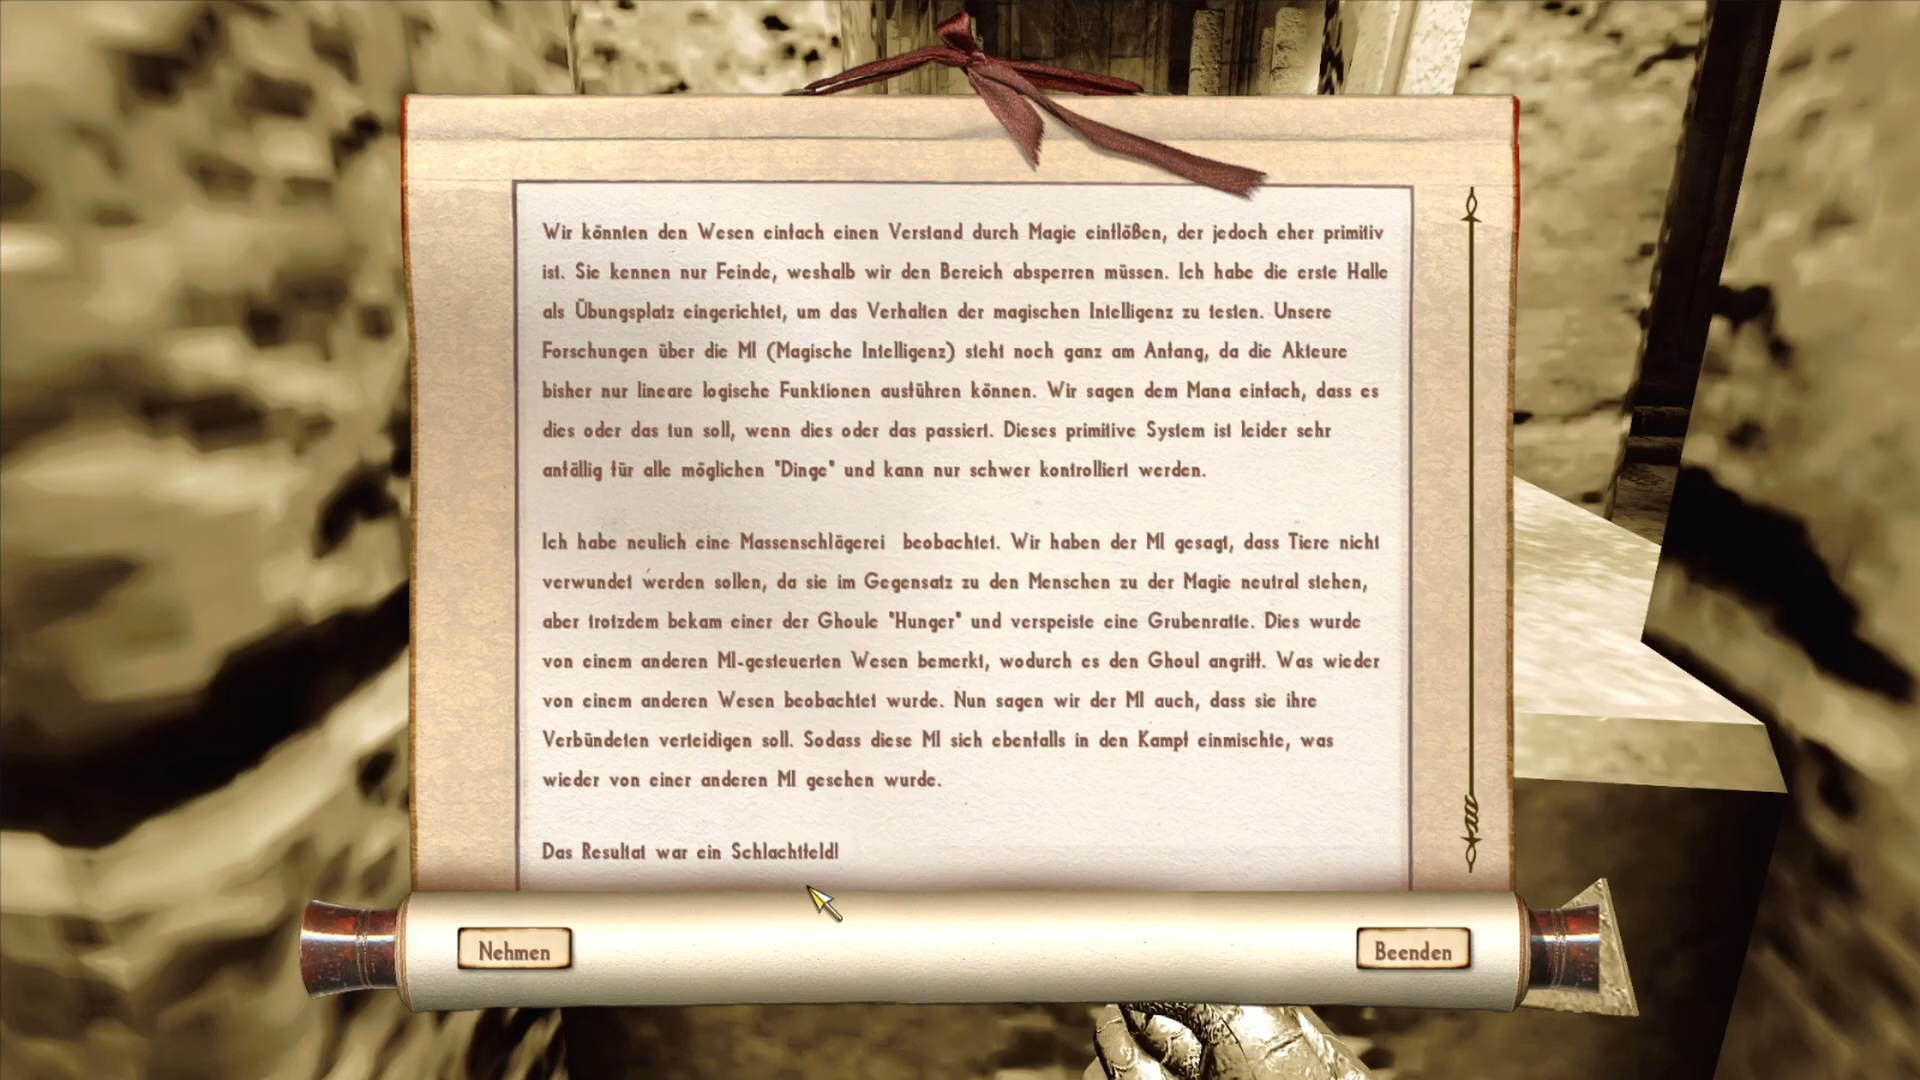 Wir könnten den Wesen einfach einen Verstand durch Magie einflößen, der jedoch eher primitiv
ist. Sie kennen nur Feinde, weshalb wir den Bereich absperren müssen. Ich habe die erste Halle
als Übungsplatz eingerichtet, um das Verhalten der magischen Intelligenz zu testen. Unsere
Forschungen über die MI (Magische Intelligenz) steht noch ganz am Anfang, da die Akteure
bisher nur lineare logische Funktionen ausführen können. Wir sagen dem Mana einfach, dass es
dies oder das tun soll, wenn dies oder das passiert. Dieses primitive System ist leider sehr
anfällig für alle möglichen "Dinge" und kann nur schwer kontrolliert werden.
Ich habe neulich eine Massenschlägerei beobachtet. Wir haben der MI gesagt, dass Tiere nicht
verwundet werden sollen, da sie im Gegensatz zu den Menschen zu der Magie neutral stehen,
aber trotzdem bekam einer der Ghoule "Hunger" und verspeiste eine Grubenratte. Dies wurde
von einem anderen MI-gesteuerten Wesen bemerkt, wodurch es den Ghoul angriff. Was wieder
von einem anderen Wesen beobachtet wurde. Nun sagen wir der MI auch, dass sie ihre
Verbündeten verteidigen soll. Sodass diese MI sich ebenfalls in den Kampf einmischte, was
wieder von einer anderen MI gesehen wurde.
Das Resultat war ein Schlachtfeld!
Nehmen
Beenden